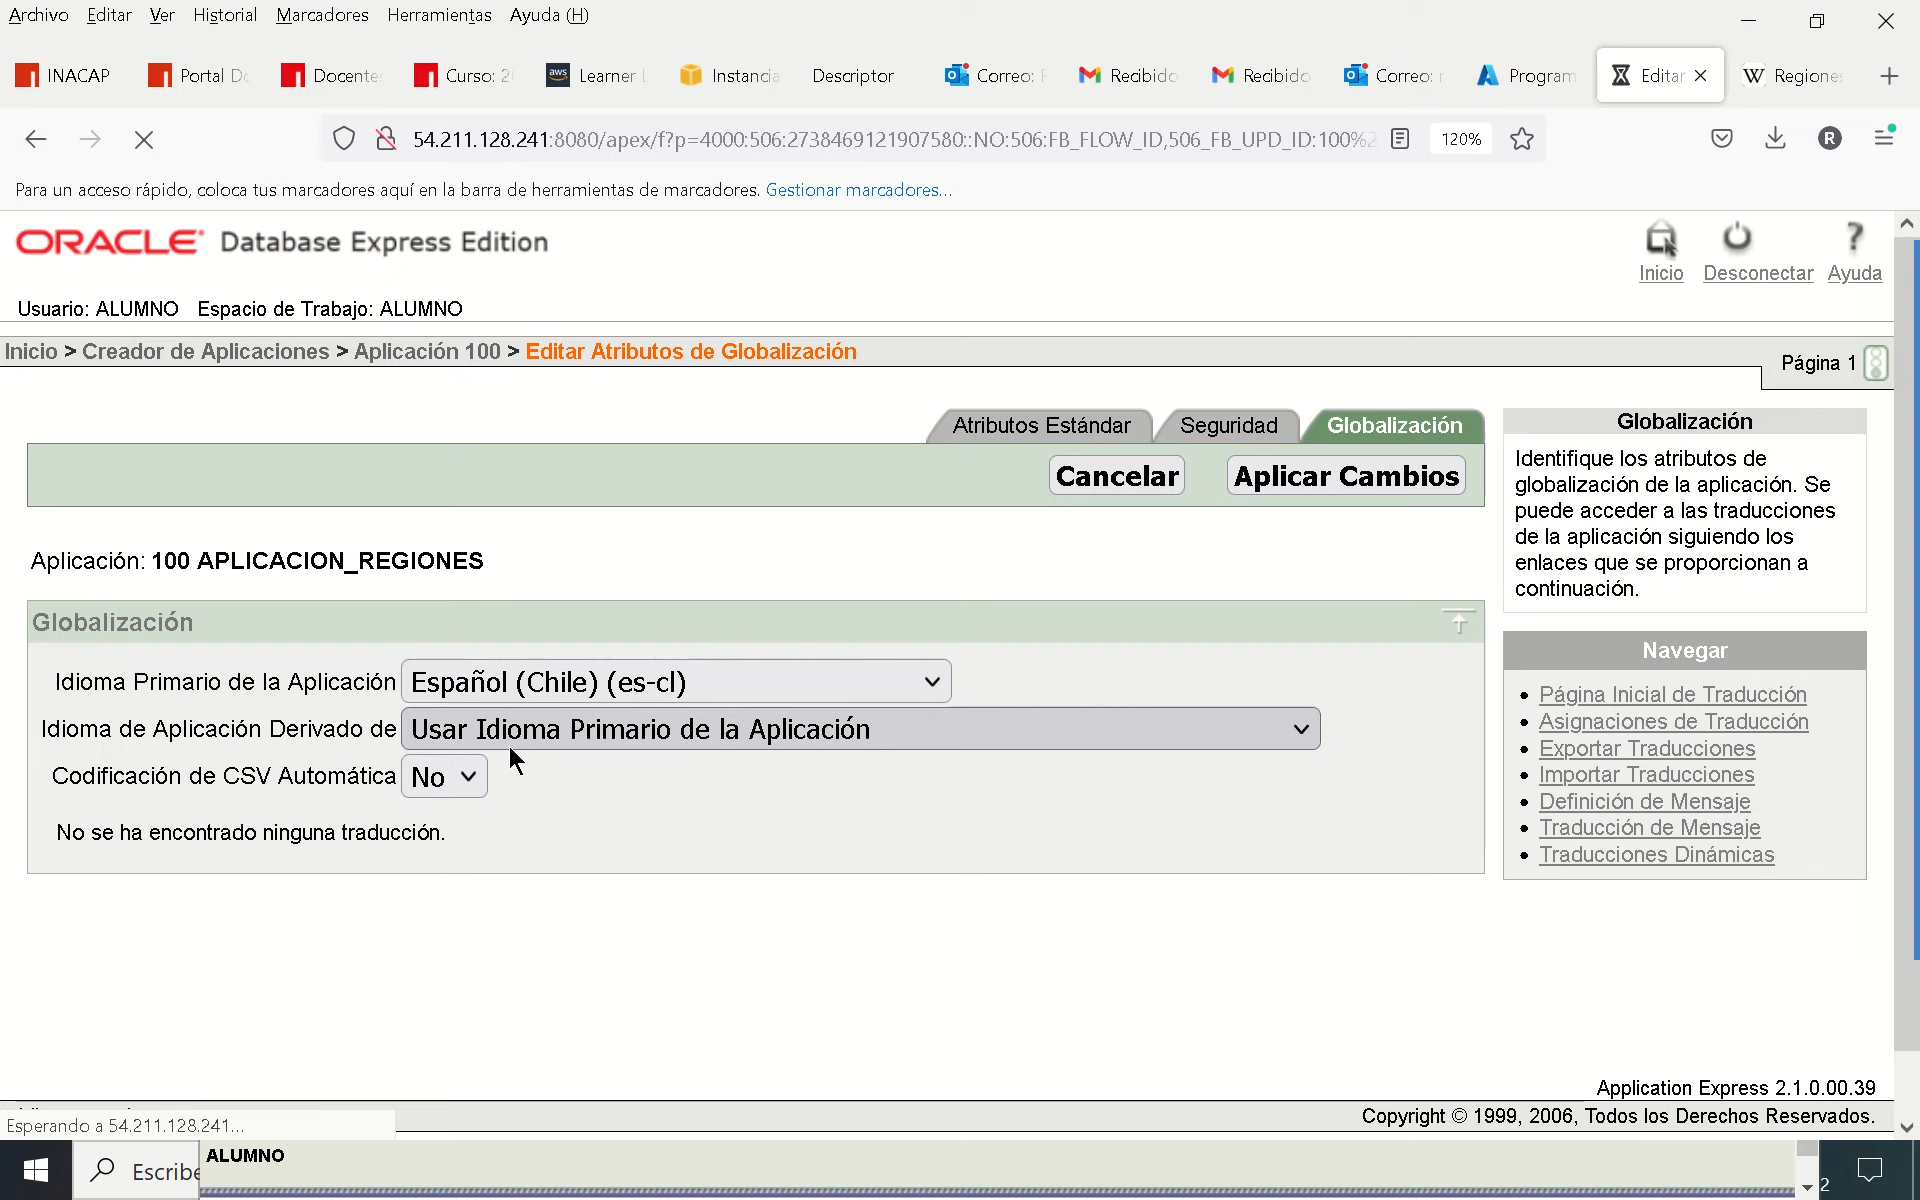 Archivo Editar Ver Historial Marcadores Herramientas Ayuda (H)
INACAP Portal Do Docente Curso: 2 aws Learner L Instancia Descriptor Correo: Recibido Recibido Correo: Program Editar W Regiones
54.211.128.241:8080/apex/f?p=4000:506:2738469121907580::NO:506:FB_FLOW_ID,506_FB_UPD_ID:100%2 120% R
Para un acceso rápido, coloca tus marcadores aquí en la barra de herramientas de marcadores. Gestionar marcadores...
ORACLE Database Express Edition
Inicio Desconectar Ayuda
Usuario: ALUMNO Espacio de Trabajo: ALUMNO
Inicio > Creador de Aplicaciones > Aplicación 100 > Editar Atributos de Globalización
Página 1
Atributos Estándar Seguridad Globalización
Cancelar Aplicar Cambios
Aplicación: 100 APLICACION_REGIONES
Globalización
Idioma Primario de la Aplicación Español (Chile) (es-cl)
Idioma de Aplicación Derivado de Usar Idioma Primario de la Aplicación
Codificación de CSV Automática No
No se ha encontrado ninguna traducción.
Globalización
Identifique los atributos de
globalización de la aplicación. Se
puede acceder a las traducciones
de la aplicación siguiendo los
enlaces que se proporcionan a
continuación.
Navegar
Página Inicial de Traducción
Asignaciones de Traducción
Exportar Traducciones
Importar Traducciones
Definición de Mensaje
Traducción de Mensaje
Traducciones Dinámicas
Application Express 2.1.0.00.39
Copyright © 1999, 2006, Todos los Derechos Reservados.
Esperando a 54.211.128.241...
Escribe
ALUMNO
2